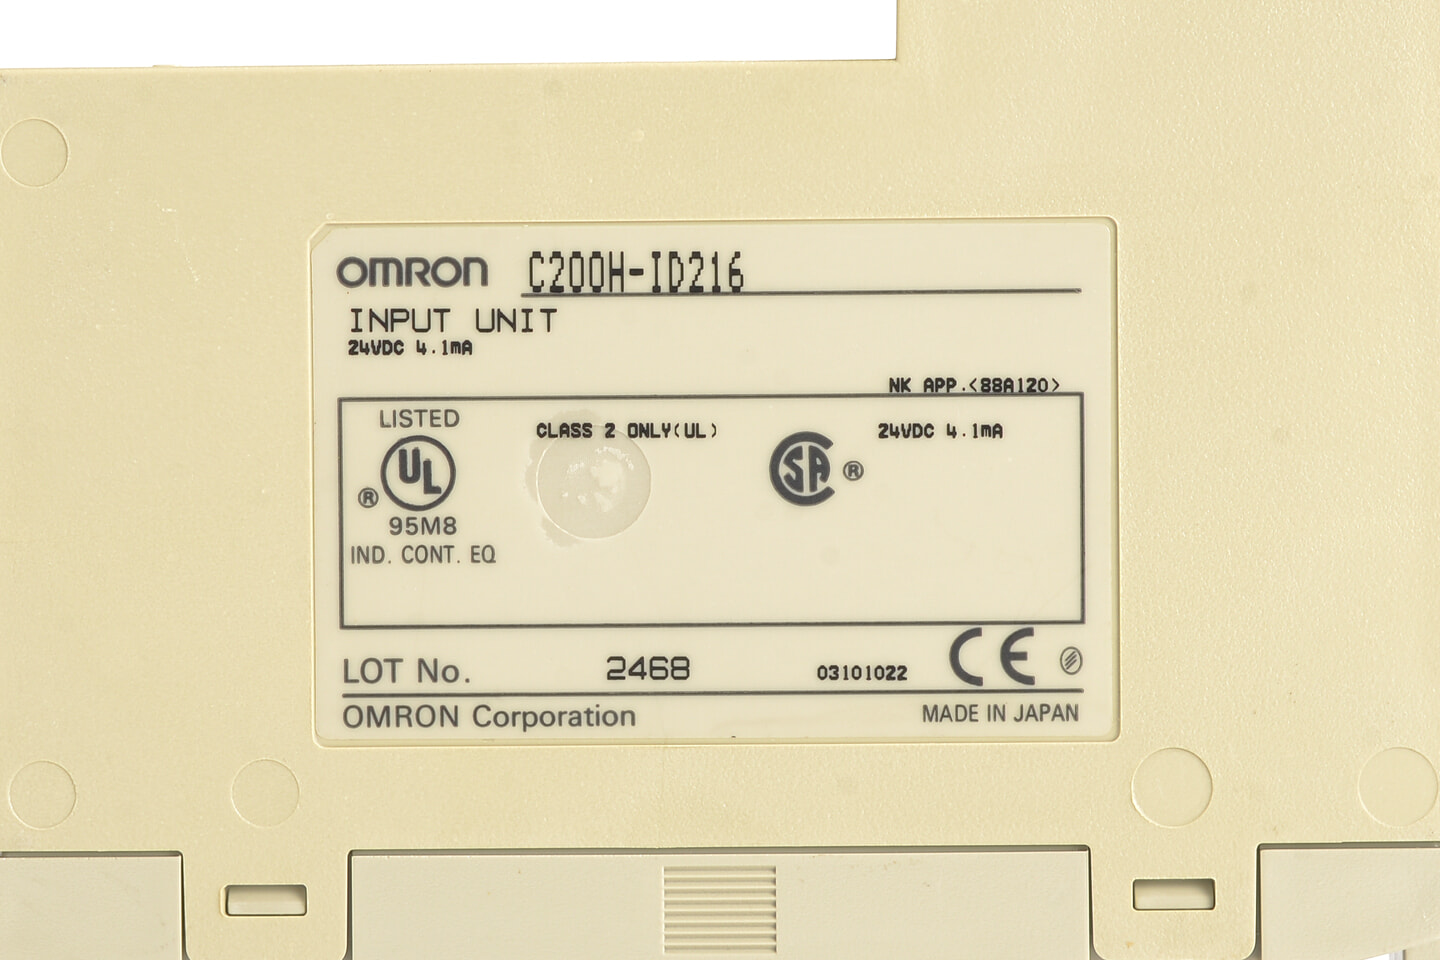 OMRON C200H-ID216
INPUT UNIT
24VDC 4.1mA
NK APP.<88A120>
LISTED
UL
®
95M8
IND. CONT. EQ
CLASS 2 ONLY(UL)
24VDC 4.1mA
SA ®
LOT No. 2468 03101022 CE
OMRON Corporation MADE IN JAPAN